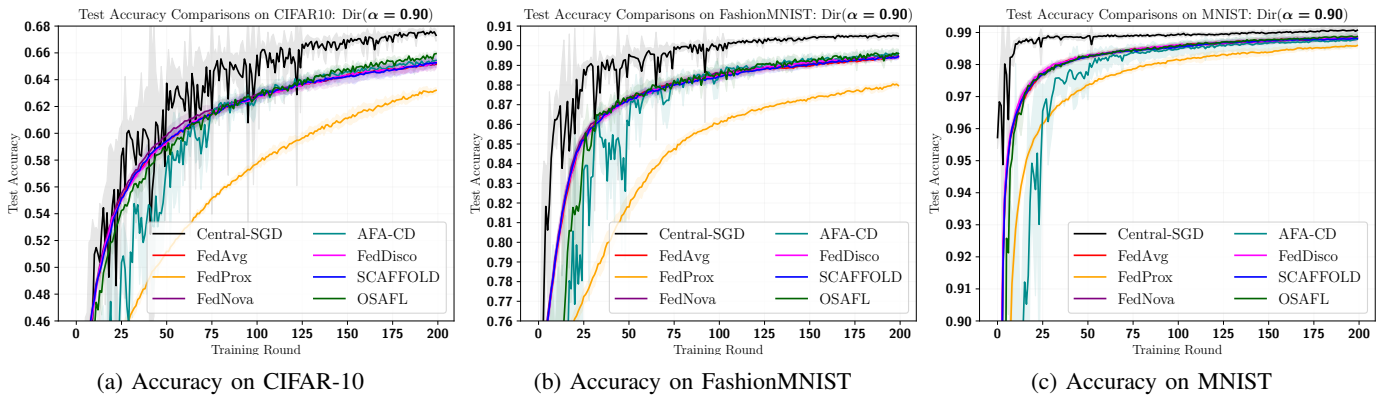 Test Accuracy Comparisons on CIFAR10: Dir(α = 0.90)
Test Accuracy
0.68
0.66
0.64
0.62
0.60
0.58
0.56
0.54
0.52
0.50
0.48
0.46
Central-SGD
FedAvg
FedProx
FedNova
AFA-CD
FedDisco
SCAFFOLD
OSAFL
0 25 50 75 100 125 150 175 200
Training Round
(a) Accuracy on CIFAR-10
Test Accuracy Comparisons on FashionMNIST: Dir(α = 0.90)
Test Accuracy
0.91
0.90
0.89
0.88
0.87
0.86
0.85
0.84
0.83
0.82
0.81
0.80
0.79
0.78
0.77
0.76
Central-SGD
FedAvg
FedProx
FedNova
AFA-CD
FedDisco
SCAFFOLD
OSAFL
0 25 50 75 100 125 150 175 200
Training Round
(b) Accuracy on FashionMNIST
Test Accuracy Comparisons on MNIST: Dir(α = 0.90)
Test Accuracy
0.99
0.98
0.97
0.96
0.95
0.94
0.93
0.92
0.91
0.90
Central-SGD
FedAvg
FedProx
FedNova
AFA-CD
FedDisco
SCAFFOLD
OSAFL
0 25 50 75 100 125 150 175 200
Training Round
(c) Accuracy on MNIST